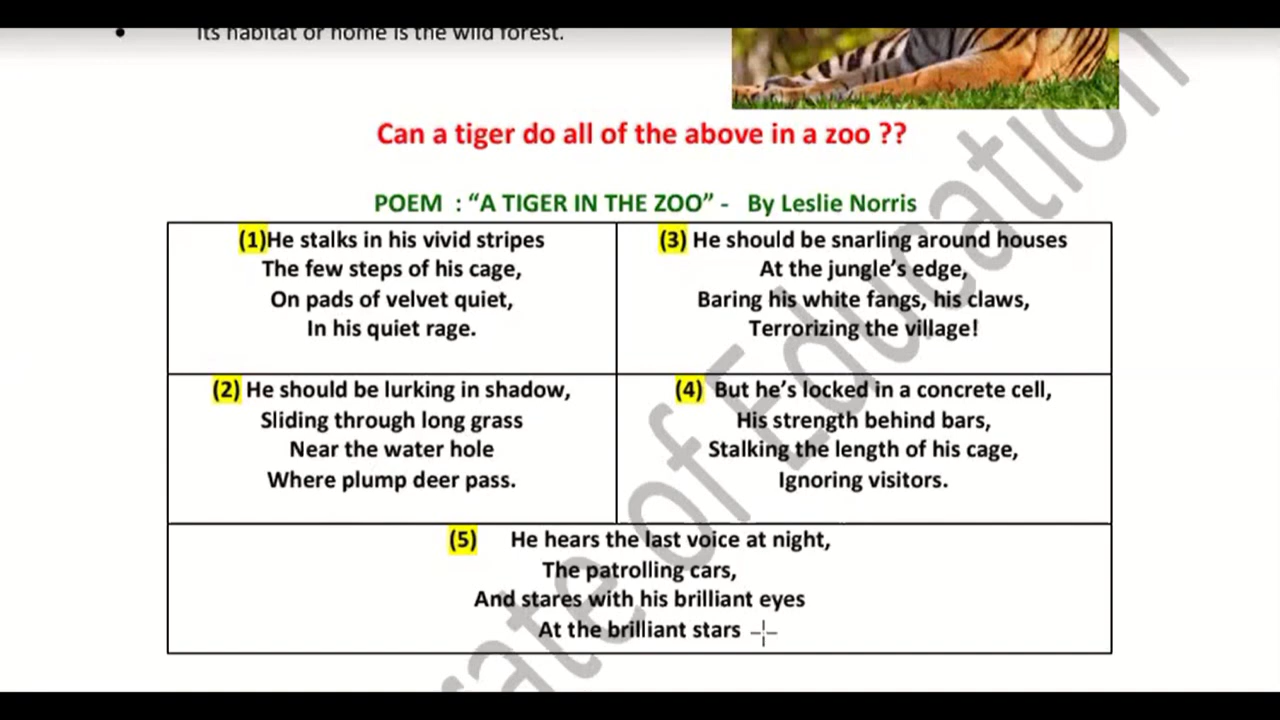 • Its habitat or home is the wild forest.
Can a tiger do all of the above in a zoo ??
POEM : “A TIGER IN THE ZOO” - By Leslie Norris
(1)He stalks in his vivid stripes
The few steps of his cage,
On pads of velvet quiet,
In his quiet rage.
(2) He should be lurking in shadow,
Sliding through long grass
Near the water hole
Where plump deer pass.
(3) He should be snarling around houses
At the jungle’s edge,
Baring his white fangs, his claws,
Terrorizing the village!
(4) But he’s locked in a concrete cell,
His strength behind bars,
Stalking the length of his cage,
Ignoring visitors.
(5) He hears the last voice at night,
The patrolling cars,
And stares with his brilliant eyes
At the brilliant stars
ate of Education